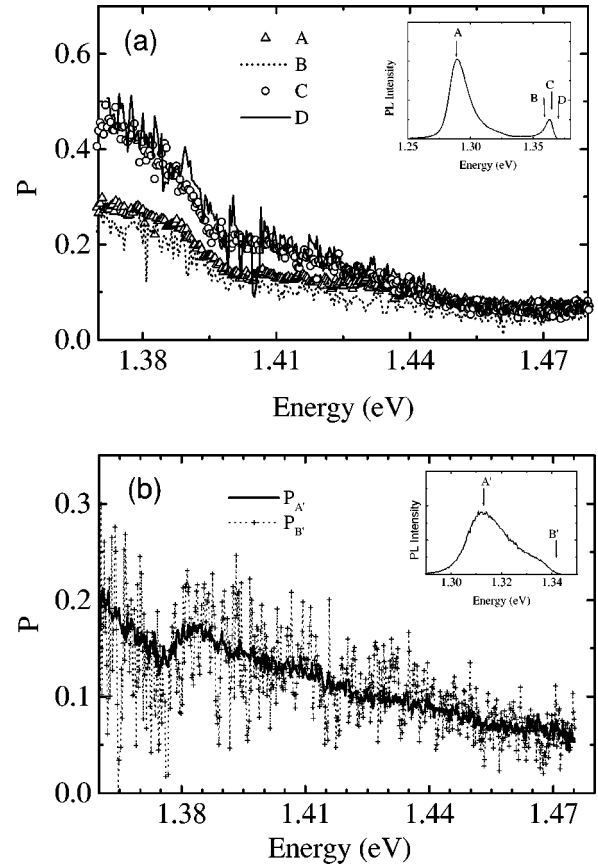 (a)
A
B
C
D
P
0.6
0.4
0.2
0.0
1.38
1.41
1.44
1.47
Energy (eV)
PL Intensity
A
B
C
D
1.25
1.30
1.35
Energy (eV)
(b)
P_A'
P_B'
P
0.3
0.2
0.1
0.0
1.38
1.41
1.44
1.47
Energy (eV)
PL Intensity
A'
B'
1.30
1.32
1.34
Energy (eV)